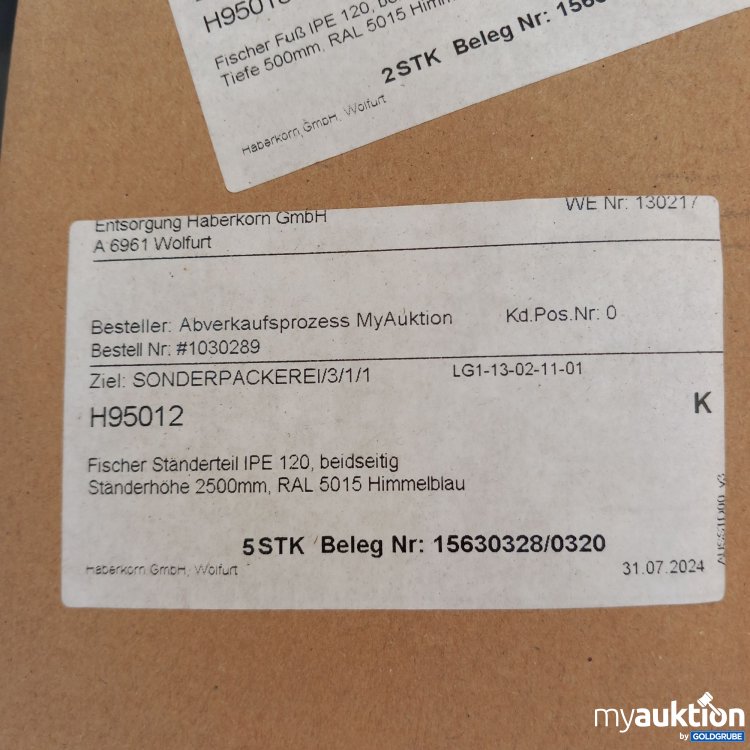 Fischer Fuß IPE 120,
Tiefe 500mm, RAL 5015
2STK Beleg Nr:
Haberkorn GmbH, Wolfurt
Entsorgung Haberkorn GmbH
WE Nr: 130217
A 6961 Wolfurt
Besteller: Abverkaufsprozess MyAuktion
Kd.Pos.Nr: 0
Bestell Nr: #1030289
Ziel: SONDERPACKEREI/3/1/1
LG1-13-02-11-01
H95012
K
Fischer Ständerteil IPE 120, beidseitig
Ständerhöhe 2500mm, RAL 5015 Himmelblau
5STK Beleg Nr: 15630328/0320
Haberkorn GmbH, Wolfurt
31.07.2024
myauktion
by GOLDGRUBE